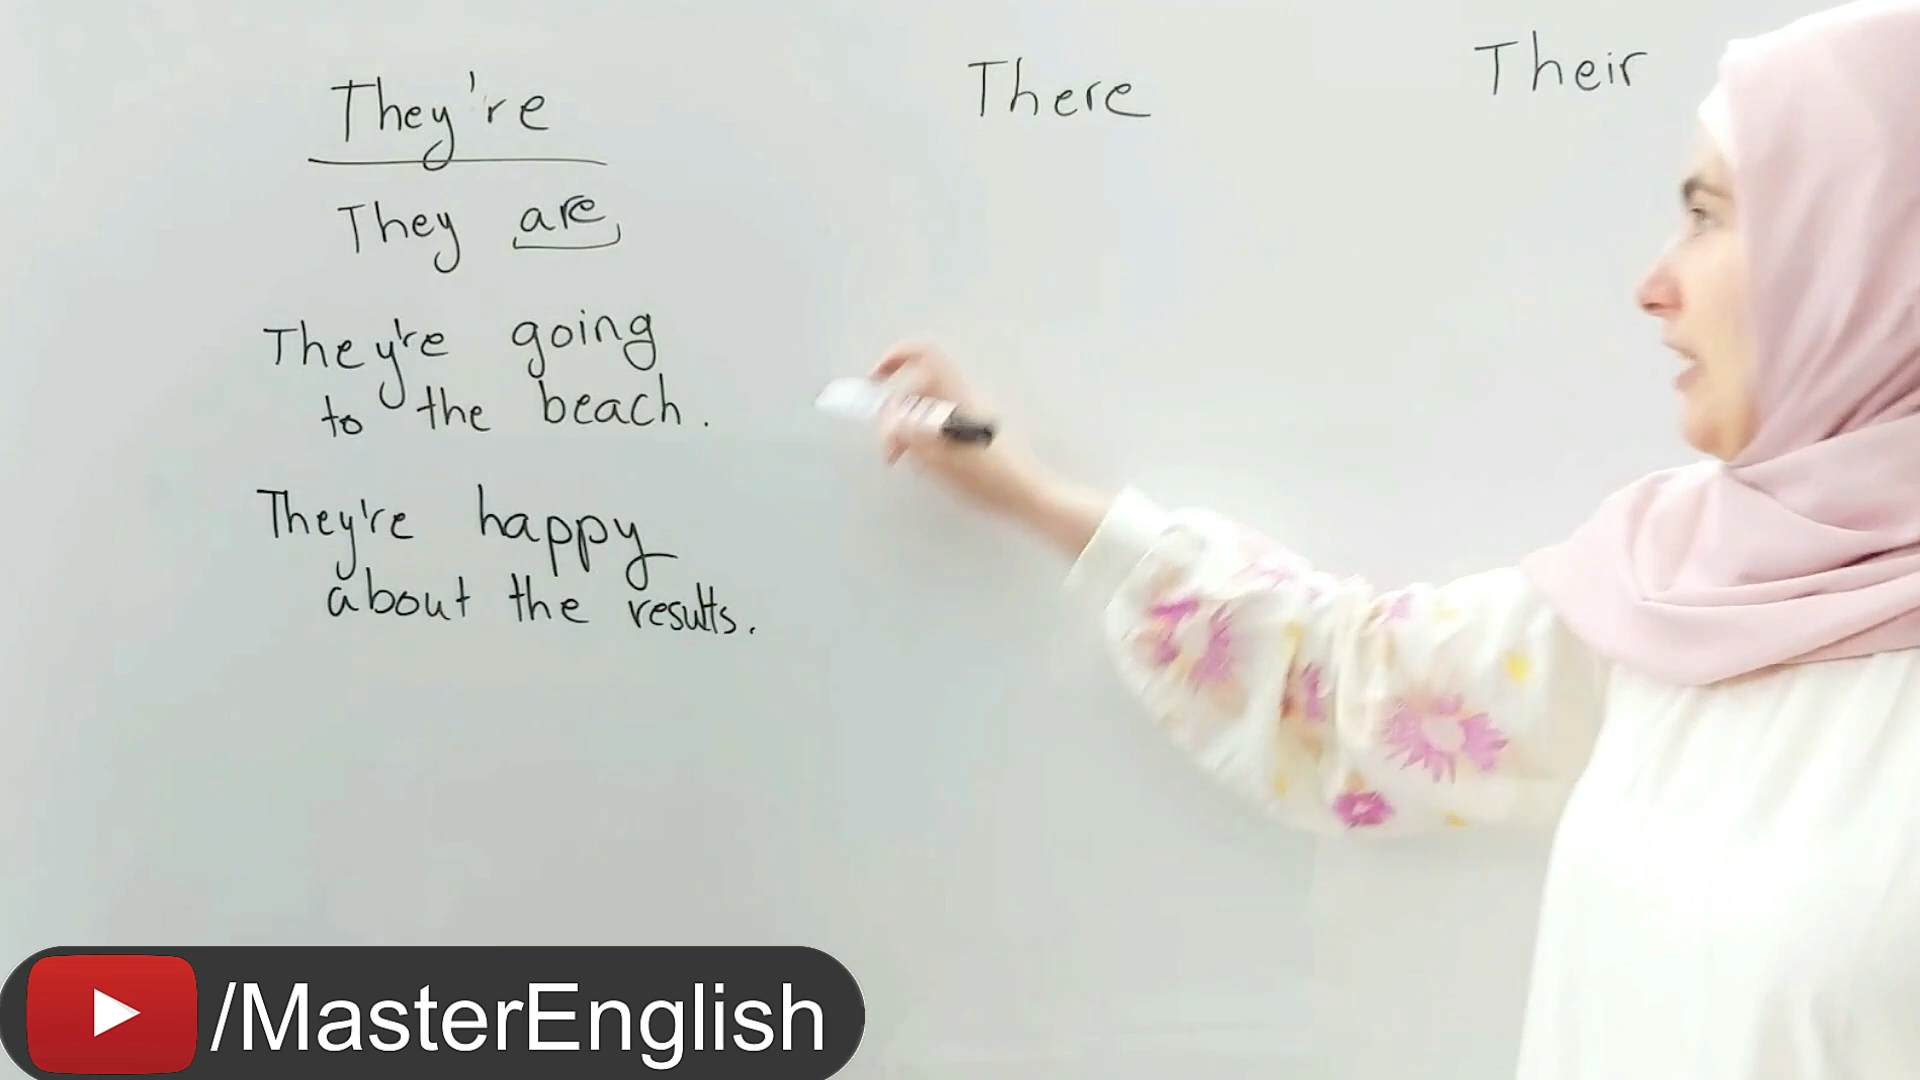 They're
They are
They're going
to the beach.
They're happy
about the results.
There
Their
/MasterEnglish